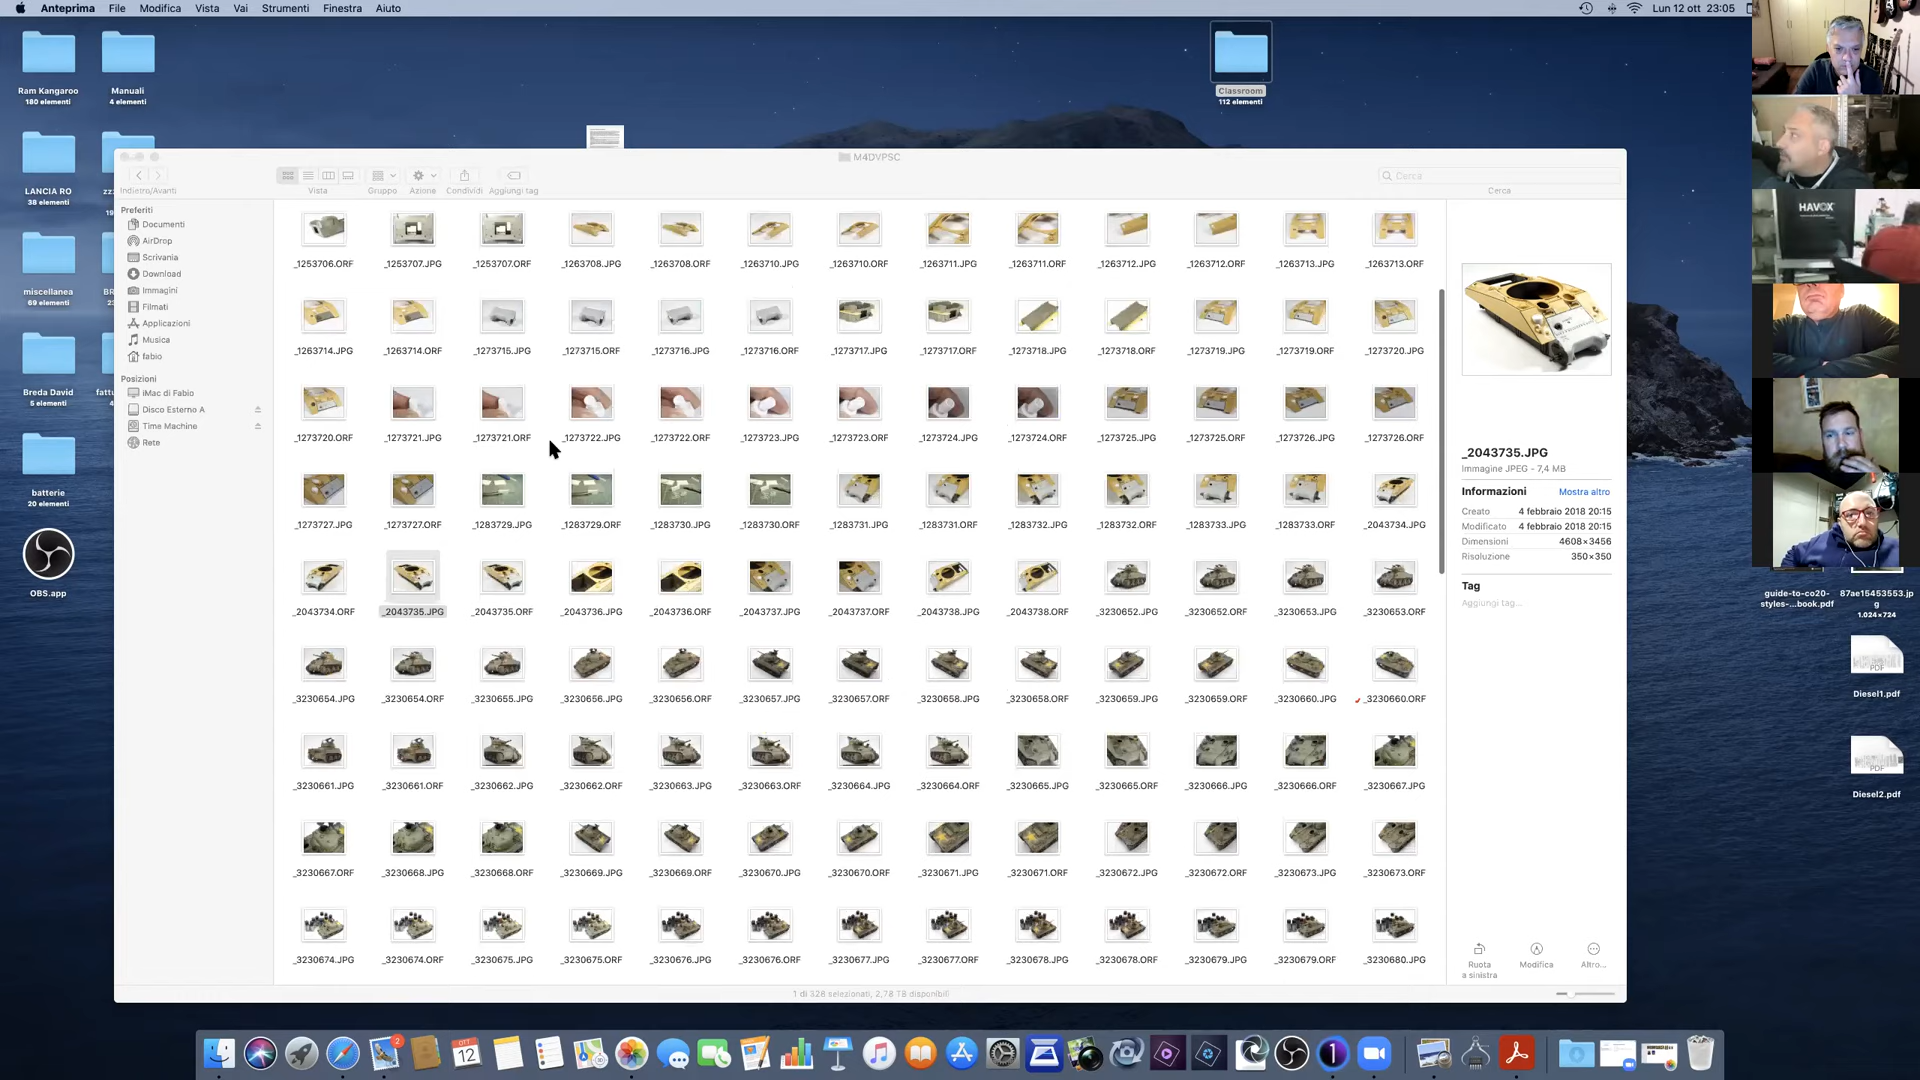 Anteprima File Modifica Vista Vai Strumenti Finestra Aiuto
Lun 12 ott 23:05
Ram Kangaroo
180 elementi
Manuali
4 elementi
LANCIA RO
38 elementi
miscellanea
69 elementi
Breda David
5 elementi
batterie
20 elementi
OBS.app
Classroom
112 elementi
M4DVPSC
Indietro/Avanti
Vista
Gruppo
Azione
Condividi
Aggiungi tag
Cerca
Cerca
Preferiti
Documenti
AirDrop
Scrivania
Download
Immagini
Filmati
Applicazioni
Musica
fabio
Posizioni
iMac di Fabio
Disco Esterno A
Time Machine
Rete
_1253706.ORF _1253707.JPG _1253707.ORF _1263708.JPG _1263708.ORF _1263710.JPG _1263710.ORF _1263711.JPG _1263711.ORF _1263712.JPG _1263712.ORF _1263713.JPG _1263713.ORF
_1263714.JPG _1263714.ORF _1273715.JPG _1273715.ORF _1273716.JPG _1273716.ORF _1273717.JPG _1273717.ORF _1273718.JPG _1273718.ORF _1273719.JPG _1273719.ORF _1273720.JPG
_1273720.ORF _1273721.JPG _1273721.ORF _1273722.JPG _1273722.ORF _1273723.JPG _1273723.ORF _1273724.JPG _1273724.ORF _1273725.JPG _1273725.ORF _1273726.JPG _1273726.ORF
_1273727.JPG _1273727.ORF _1283729.JPG _1283729.ORF _1283730.JPG _1283730.ORF _1283731.JPG _1283731.ORF _1283732.JPG _1283732.ORF _1283733.JPG _1283733.ORF _2043734.JPG
_2043734.ORF _2043735.JPG _2043735.ORF _2043736.JPG _2043736.ORF _2043737.JPG _2043737.ORF _2043738.JPG _2043738.ORF _3230652.JPG _3230652.ORF _3230653.JPG _3230653.ORF
_3230654.JPG _3230654.ORF _3230655.JPG _3230656.JPG _3230656.ORF _3230657.JPG _3230657.ORF _3230658.JPG _3230658.ORF _3230659.JPG _3230659.ORF _3230660.JPG _3230660.ORF
_3230661.JPG _3230661.ORF _3230662.JPG _3230662.ORF _3230663.JPG _3230663.ORF _3230664.JPG _3230664.ORF _3230665.JPG _3230665.ORF _3230666.JPG _3230666.ORF _3230667.JPG
_3230667.ORF _3230668.JPG _3230668.ORF _3230669.JPG _3230669.ORF _3230670.JPG _3230670.ORF _3230671.JPG _3230671.ORF _3230672.JPG _3230672.ORF _3230673.JPG _3230673.ORF
_3230674.JPG _3230674.ORF _3230675.JPG _3230675.ORF _3230676.JPG _3230676.ORF _3230677.JPG _3230677.ORF _3230678.JPG _3230678.ORF _3230679.JPG _3230679.ORF _3230680.JPG
1 di 328 selezionati, 2,78 TB disponibili
_2043735.JPG
Immagine JPEG - 7,4 MB
Informazioni
Mostra altro
Creato 4 febbraio 2018 20:15
Modificato 4 febbraio 2018 20:15
Dimensioni 4608×3456
Risoluzione 350×350
Tag
Aggiungi tag...
Ruota
a sinistra
Modifica
Altro...
HAVOX
guide-to-co20-
styles-...book.pdf
87ae15453553.jp
g
1.024×724
PDF
Diesel1.pdf
PDF
Diesel2.pdf
2
OTT
12
1